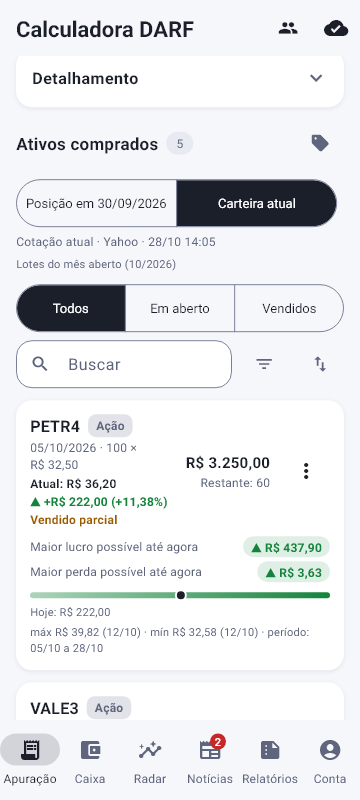 Calculadora DARF
Detalhamento
Ativos comprados 5
Posição em 30/09/2026 Carteira atual
Cotação atual · Yahoo · 28/10 14:05
Lotes do mês aberto (10/2026)
Todos Em aberto Vendidos
Buscar
PETR4 Ação
05/10/2026 · 100 ×
R$ 32,50
R$ 3.250,00
Restante: 60
Atual: R$ 36,20
▲ +R$ 222,00 (+11,38%)
Vendido parcial
Maior lucro possível até agora ▲ R$ 437,90
Maior perda possível até agora ▲ R$ 3,63
Hoje: R$ 222,00
máx R$ 39,82 (12/10) · mín R$ 32,58 (12/10) · período:
05/10 a 28/10
VALE3 Ação
2
Apuração Caixa Radar Notícias Relatórios Conta